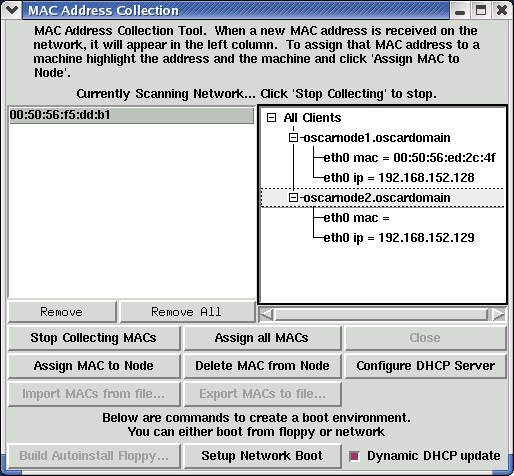 MAC Address Collection
MAC Address Collection Tool. When a new MAC address is received on the
network, it will appear in the left column. To assign that MAC address to a
machine highlight the address and the machine and click 'Assign MAC to
Node'.
Currently Scanning Network... Click 'Stop Collecting' to stop.
00:50:56:f5:dd:b1
All Clients
oscarnode1.oscardomain
eth0 mac = 00:50:56:ed:2c:4f
eth0 ip = 192.168.152.128
oscarnode2.oscardomain
eth0 mac =
eth0 ip = 192.168.152.129
Remove
Remove All
Stop Collecting MACs
Assign all MACs
Close
Assign MAC to Node
Delete MAC from Node
Configure DHCP Server
Import MACs from file...
Export MACs to file...
Below are commands to create a boot environment.
You can either boot from floppy or network
Build Autoinstall Floppy...
Setup Network Boot
Dynamic DHCP update